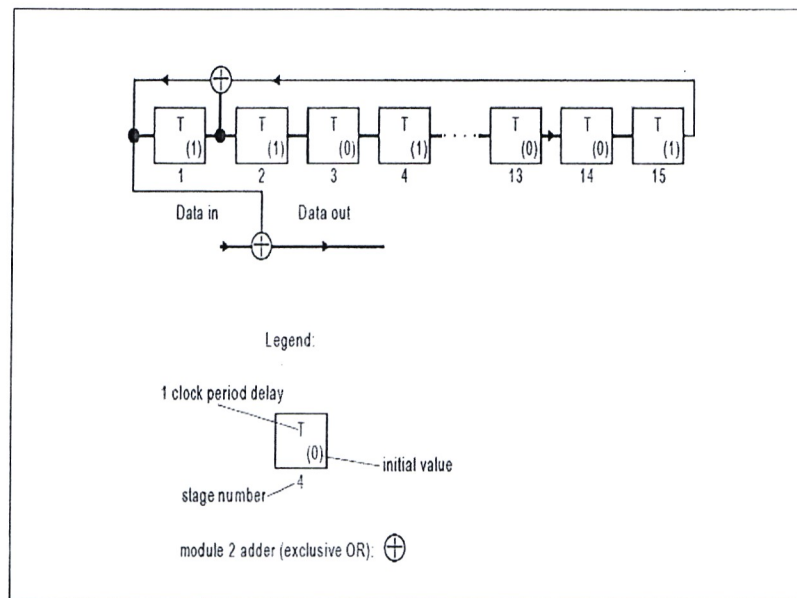 T T T T T T T
(1) (1) (0) (1) (0) (0) (1)
1 2 3 4 13 14 15
Data in Data out
Legend:
1 clock period delay
T
(0)
initial value
4
stage number
module 2 adder (exclusive OR):